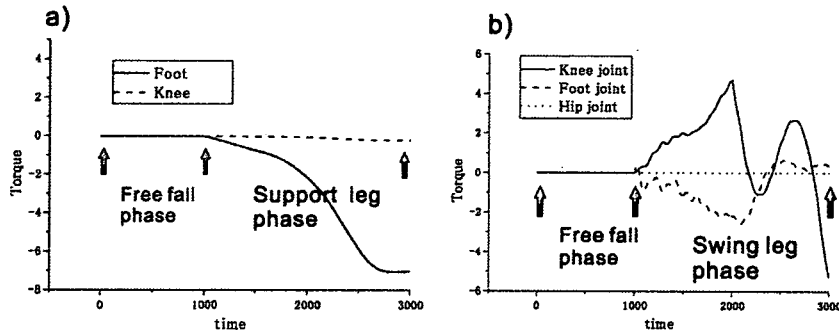 a)
4
2
0
-2
-4
-6
-8
Torque
Foot
Knee
Free fall
phase
Support leg
phase
0
1000
2000
3000
time
b)
6
4
2
0
-2
-4
-6
Torque
Knee joint
Foot joint
Hip joint
Free fall
phase
Swing leg
phase
0
1000
2000
3000
time